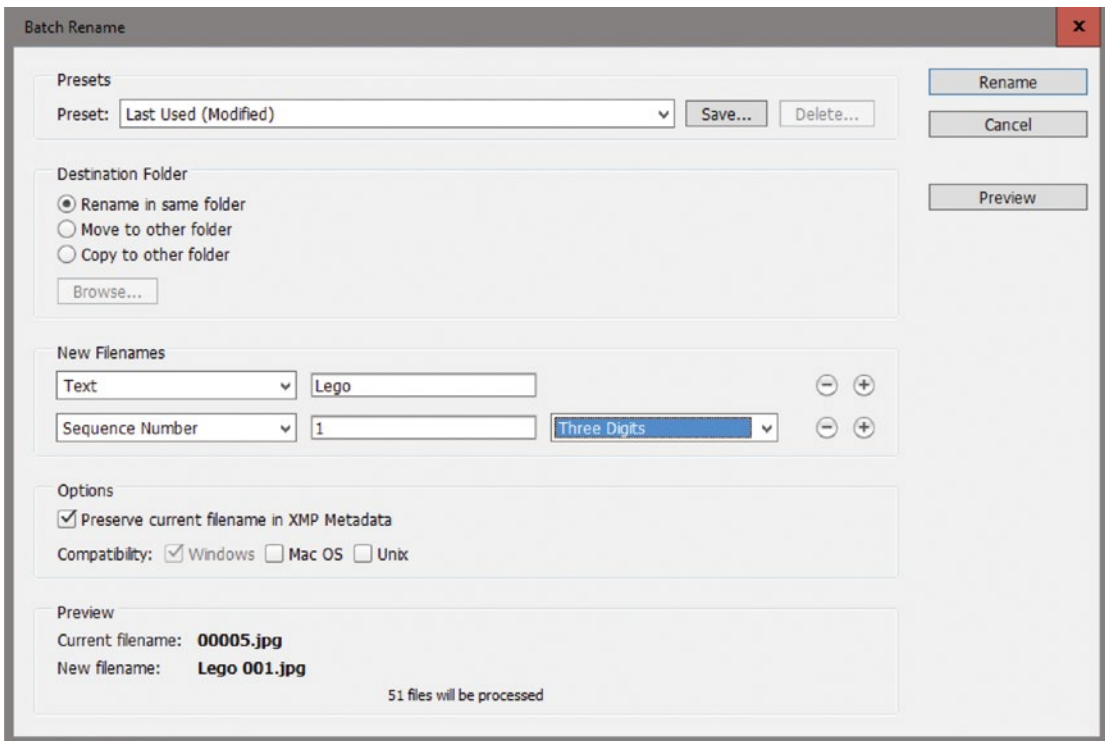 Batch Rename
x
Presets
Preset: Last Used (Modified) Save... Delete...
Rename
Cancel
Preview
Destination Folder
Rename in same folder
Move to other folder
Copy to other folder
Browse...
New Filenames
Text Lego
Sequence Number 1 Three Digits
Options
Preserve current filename in XMP Metadata
Compatibility: Windows Mac OS Unix
Preview
Current filename: 00005.jpg
New filename: Lego 001.jpg
51 files will be processed